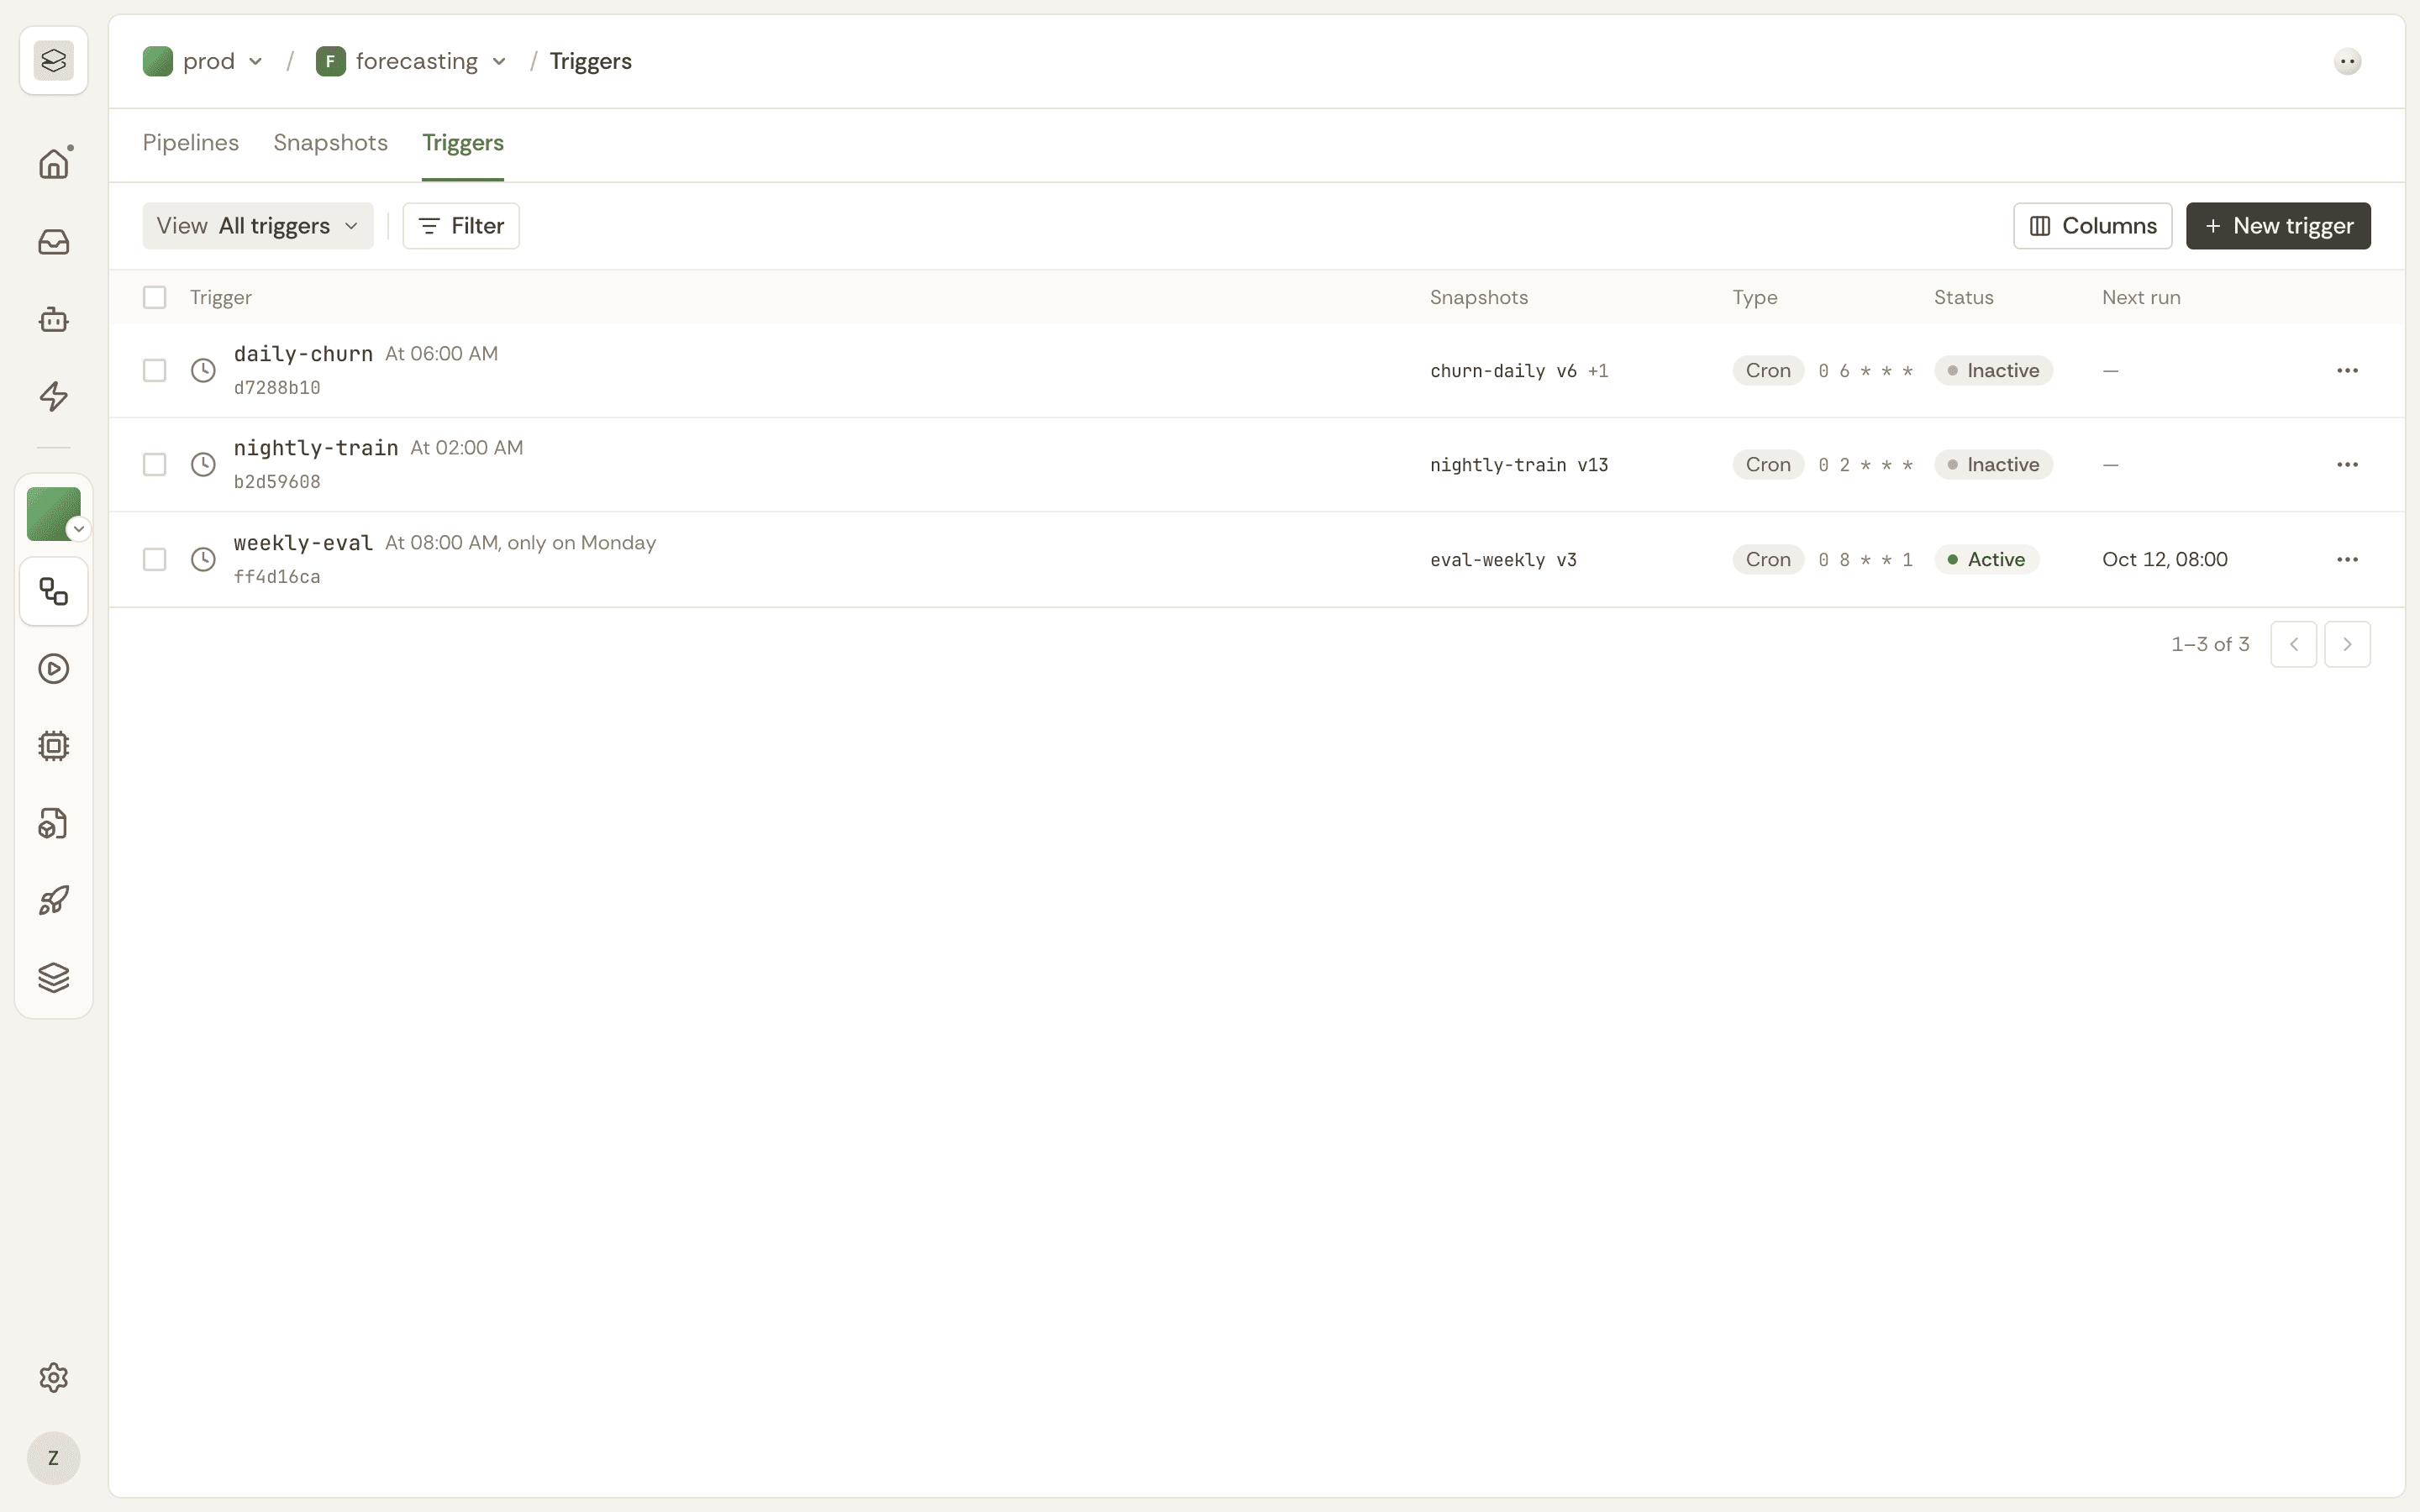 prod / F forecasting / Triggers
Pipelines Snapshots Triggers
View All triggers Filter Columns + New trigger
Trigger Snapshots Type Status Next run
daily-churn At 06:00 AM
d7288b10
churn-daily v6 +1 Cron 0 6 * * * Inactive — ...
nightly-train At 02:00 AM
b2d59608
nightly-train v13 Cron 0 2 * * * Inactive — ...
weekly-eval At 08:00 AM, only on Monday
ff4d16ca
eval-weekly v3 Cron 0 8 * * 1 Active Oct 12, 08:00 ...
1–3 of 3
Z